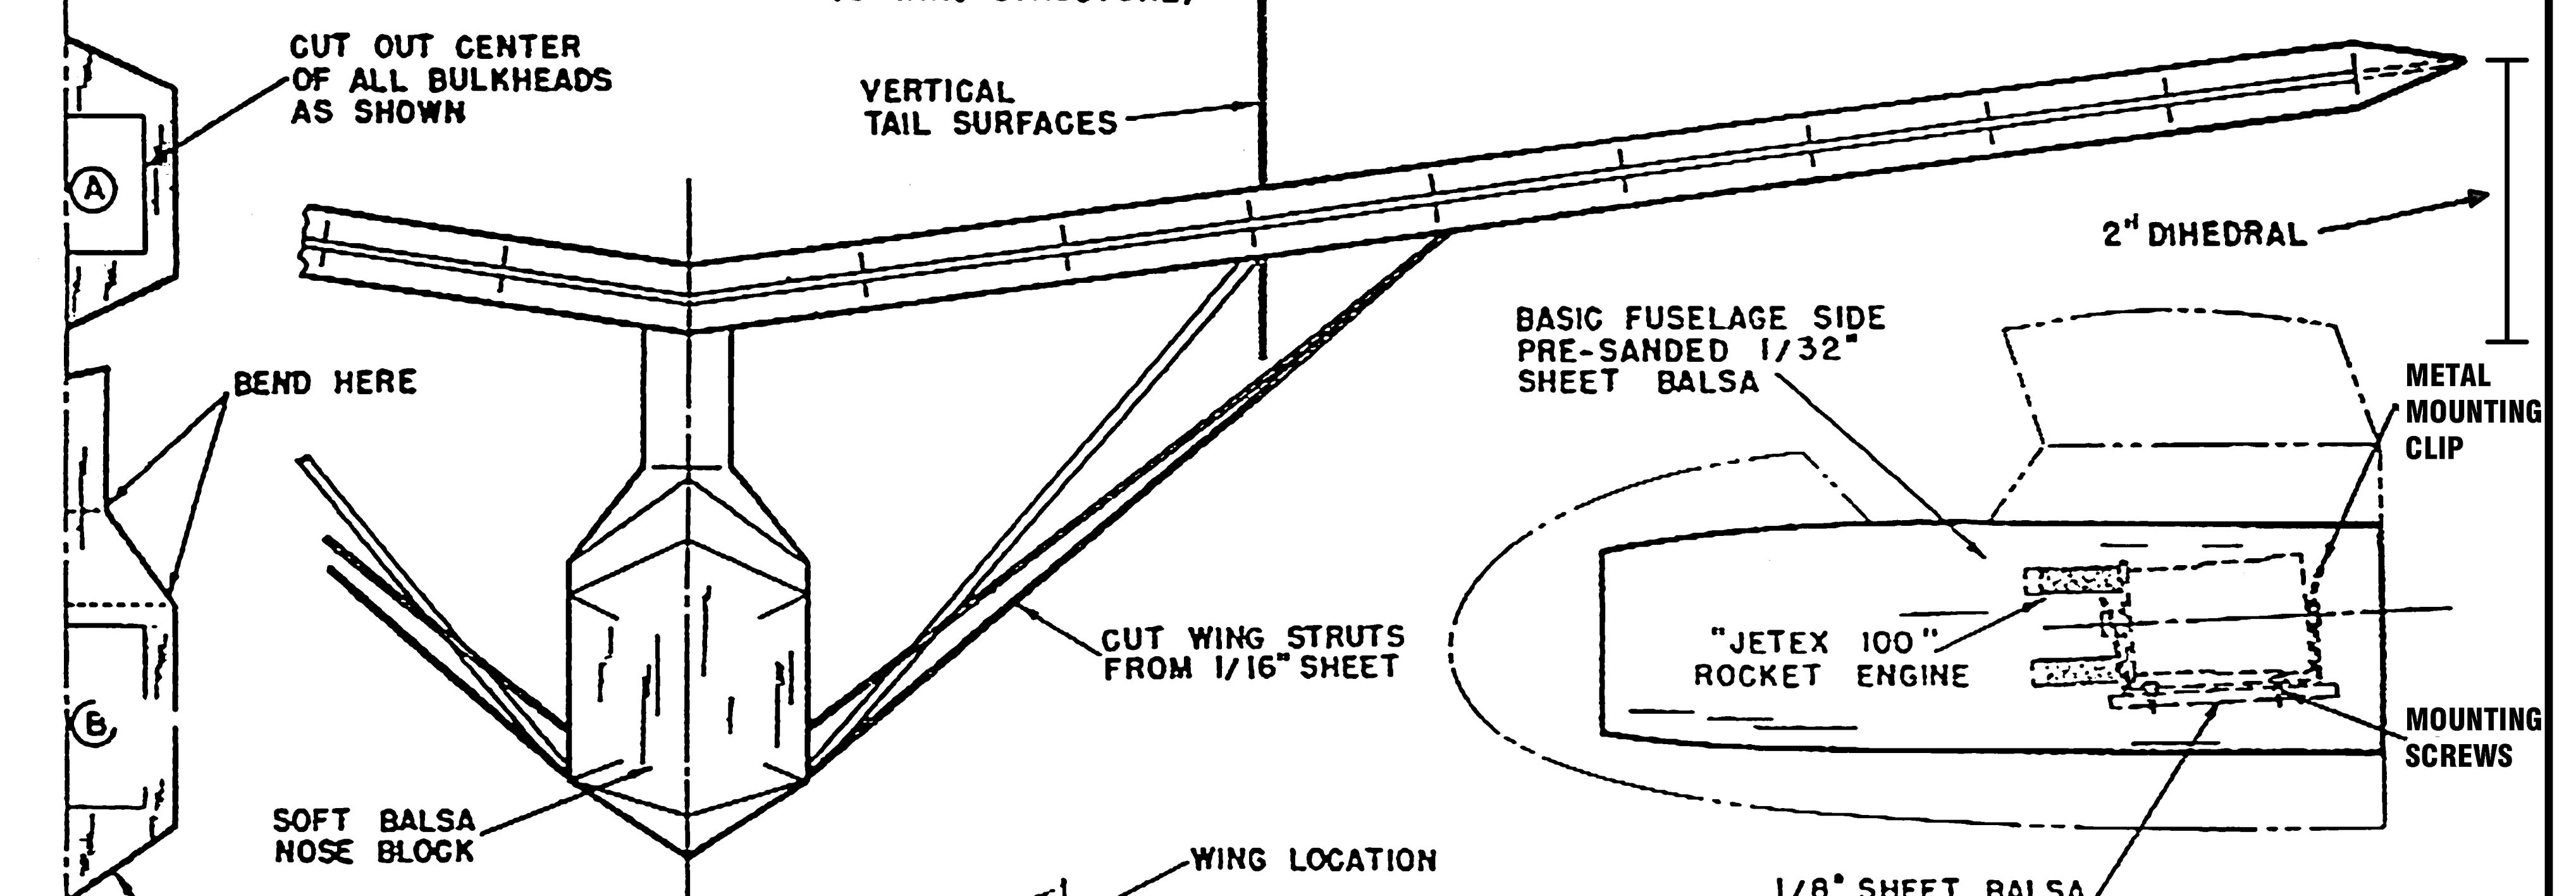 CUT OUT CENTER
OF ALL BULKHEADS
AS SHOWN
A
VERTICAL
TAIL SURFACES
2" DIHEDRAL
BEND HERE
BASIC FUSELAGE SIDE
PRE-SANDED 1/32"
SHEET BALSA
METAL
MOUNTING
CLIP
"JETEX 100"
ROCKET ENGINE
CUT WING STRUTS
FROM 1/16" SHEET
B
MOUNTING
SCREWS
SOFT BALSA
NOSE BLOCK
WING LOCATION
1/8" SHEET BALSA